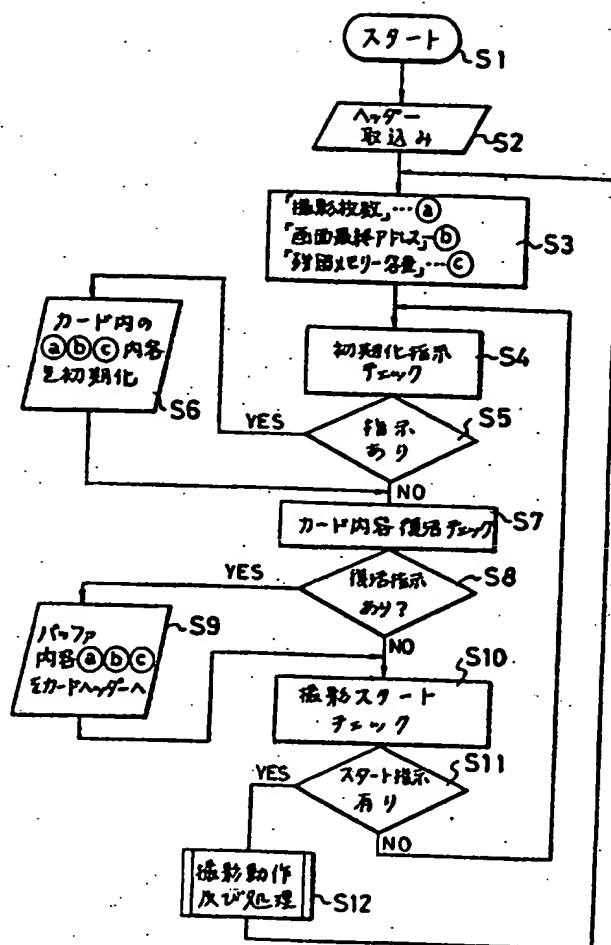 スタート
S1
ヘッダー
取込み
S2
「撮影枚数」…ⓐ
「画面最終アドレス」ⓑ
「残留メモリー容量」…ⓒ
S3
初期化指示
チェック
S4
カード内の
ⓐⓑⓒ内容
を初期化
S6
YES
指示
あり
S5
NO
カード内容復活チェック
S7
YES
復活指示
あり?
S8
バッファ
内容ⓐⓑⓒ
をカードヘッダーへ
S9
NO
撮影スタート
チェック
S10
YES
スタート指示
有り
S11
NO
撮影動作
及び処理
S12